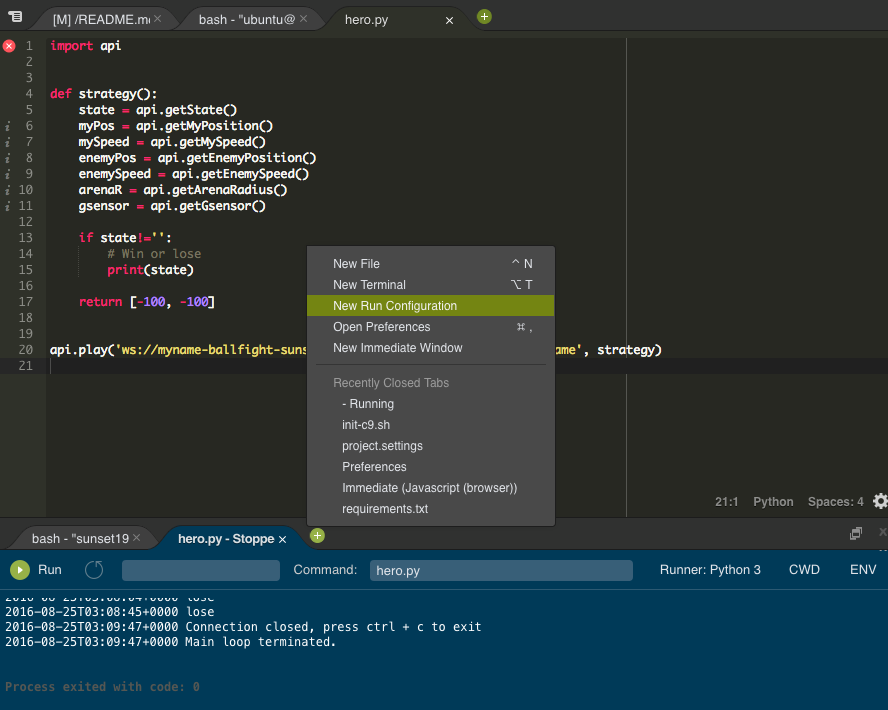 [M] /README.m
bash - "ubuntu@
hero.py
1 import api
2
3
4 def strategy():
5 state = api.getState()
6 myPos = api.getMyPosition()
7 mySpeed = api.getMySpeed()
8 enemyPos = api.getEnemyPosition()
9 enemySpeed = api.getEnemySpeed()
10 arenaR = api.getArenaRadius()
11 gsensor = api.getGsensor()
12
13 if state!='':
14 # Win or lose
15 print(state)
16
17 return [-100, -100]
18
19
20 api.play('ws://myname-ballfight-suns ame', strategy)
21
New File ^ N
New Terminal ⌥ T
New Run Configuration
Open Preferences ⌘ ,
New Immediate Window
Recently Closed Tabs
- Running
init-c9.sh
project.settings
Preferences
Immediate (Javascript (browser))
requirements.txt
21:1 Python Spaces: 4
bash - "sunset19
hero.py - Stoppe
Run Command: hero.py Runner: Python 3 CWD ENV
2016-08-25T03:08:04+0000 lose
2016-08-25T03:08:45+0000 lose
2016-08-25T03:09:47+0000 Connection closed, press ctrl + c to exit
2016-08-25T03:09:47+0000 Main loop terminated.
Process exited with code: 0